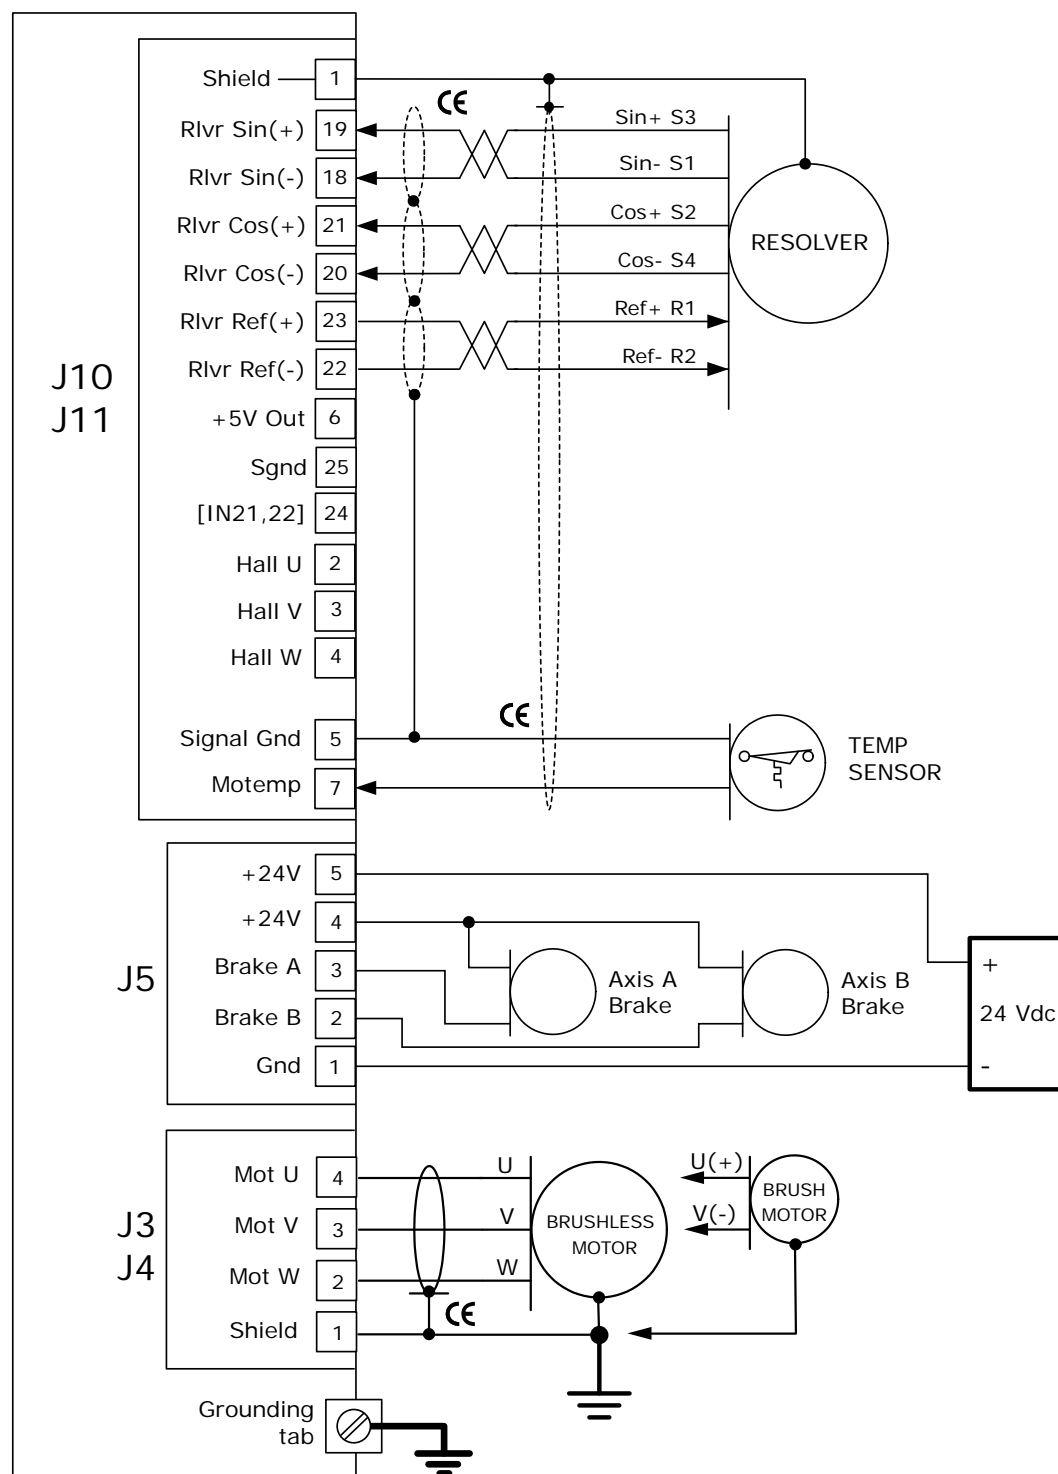 J10
J11
Shield 1
Rlvr Sin(+) 19 Sin+ S3
Rlvr Sin(-) 18 Sin- S1
Rlvr Cos(+) 21 Cos+ S2
Rlvr Cos(-) 20 Cos- S4
Rlvr Ref(+) 23 Ref+ R1
Rlvr Ref(-) 22 Ref- R2
RESOLVER
CE
+5V Out 6
Sgnd 25
[IN21,22] 24
Hall U 2
Hall V 3
Hall W 4
CE
Signal Gnd 5
Motemp 7
TEMP
SENSOR
J5
+24V 5
+24V 4
Brake A 3
Brake B 2
Gnd 1
Axis A
Brake
Axis B
Brake
+
24 Vdc
-
J3
J4
Mot U 4 U
Mot V 3 V
Mot W 2 W
Shield 1
CE
BRUSHLESS
MOTOR
U(+)
V(-)
BRUSH
MOTOR
Grounding
tab